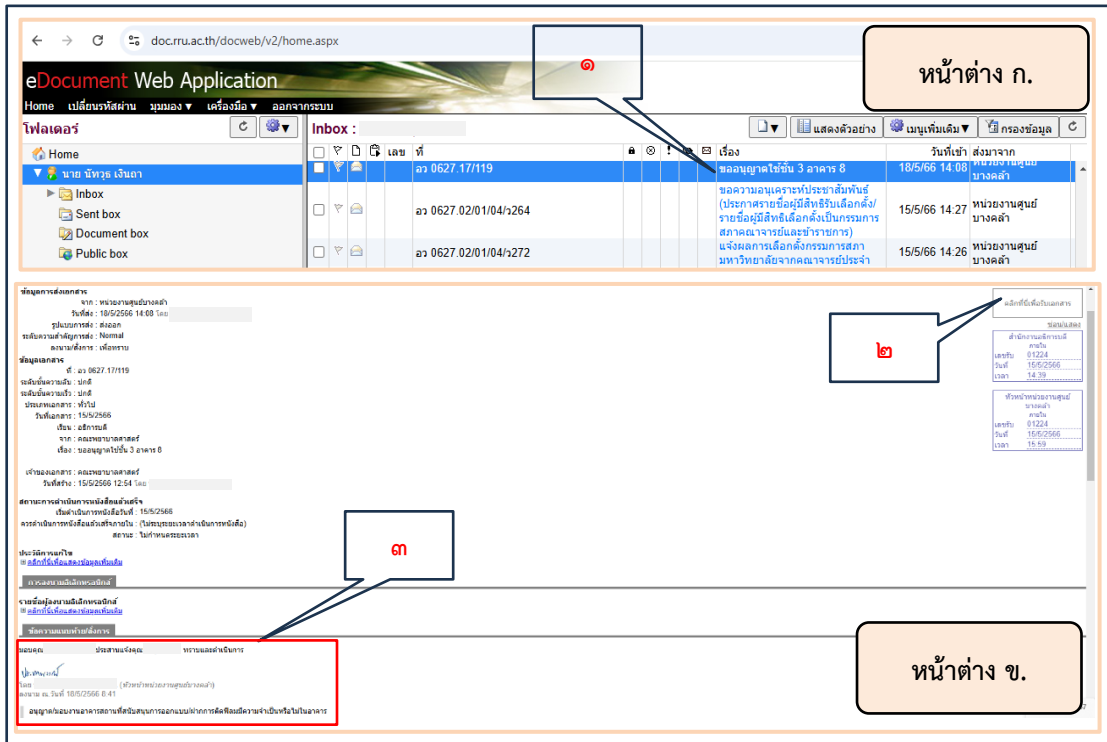 doc.rru.ac.th/docweb/v2/home.aspx
๑
หน้าต่าง ก.
eDocument Web Application
Home เปลี่ยนรหัสผ่าน มุมมอง ▾ เครื่องมือ ▾ ออกจากระบบ
โฟลเดอร์
Inbox :
แสดงตัวอย่าง เมนูเพิ่มเติม ▾ กรองข้อมูล
เลข ที่ เรื่อง วันที่เข้า ส่งมาจาก
Home
นาย นัทวุธ เงินถา
Inbox
Sent box
Document box
Public box
อว 0627.17/119 ขออนุญาตใช้ชั้น 3 อาคาร 8 18/5/66 14:08 หน่วยงานศูนย์
บางคล้า
ขอความอนุเคราะห์ประชาสัมพันธ์
(ประกาศรายชื่อผู้มีสิทธิรับเลือกตั้ง/
อว 0627.02/01/04/ว264 รายชื่อผู้มีสิทธิเลือกตั้งเป็นกรรมการ 15/5/66 14:27 หน่วยงานศูนย์
บางคล้า
สภาคณาจารย์และข้าราชการ)
แจ้งผลการเลือกตั้งกรรมการสภา
อว 0627.02/01/04/ว272 มหาวิทยาลัยจากคณาจารย์ประจำ 15/5/66 14:26 หน่วยงานศูนย์
บางคล้า
ข้อมูลการส่งเอกสาร
จาก : หน่วยงานศูนย์บางคล้า
วันที่ส่ง : 18/5/2566 14:08 โดย
รูปแบบการส่ง : ส่งออก
ระดับความสำคัญการส่ง : Normal
ลงนาม/สั่งการ : เพื่อทราบ
ข้อมูลเอกสาร
ที่ : อว 0627.17/119
ระดับชั้นความลับ : ปกติ
ระดับชั้นความเร็ว : ปกติ
ประเภทเอกสาร : ทั่วไป
วันที่เอกสาร : 15/5/2566
เรียน : อธิการบดี
จาก : คณะพยาบาลศาสตร์
เรื่อง : ขออนุญาตใช้ชั้น 3 อาคาร 8
เจ้าของเอกสาร : คณะพยาบาลศาสตร์
วันที่สร้าง : 15/5/2566 12:54 โดย
สถานะการดำเนินการหนังสือแล้วเสร็จ
เริ่มดำเนินการหนังสือวันที่ : 15/5/2566
ควรดำเนินการหนังสือแล้วเสร็จภายใน : (ไม่ระบุระยะเวลาดำเนินการหนังสือ)
สถานะ : ไม่กำหนดระยะเวลา
ประวัติการแก้ไข
คลิกที่นี่เพื่อแสดงข้อมูลเพิ่มเติม
การลงนามอิเล็กทรอนิกส์
รายชื่อผู้ลงนามอิเล็กทรอนิกส์
คลิกที่นี่เพื่อแสดงข้อมูลเพิ่มเติม
ข้อความแนบท้าย/สั่งการ
๒
คลิกที่นี่เพื่อรับเอกสาร
ซ่อน/แสดง
สำนักงานอธิการบดี
ภายใน
เลขรับ 01224
วันที่ 15/5/2566
เวลา 14:39
หัวหน้าหน่วยงานศูนย์
บางคล้า
ภายใน
เลขรับ 01224
วันที่ 15/5/2566
เวลา 15:59
๓
ขอบคุณ ประสานแจ้งคุณ ทราบและดำเนินการ
โดย (หัวหน้าหน่วยงานศูนย์บางคล้า)
ลงนาม ณ วันที่ 18/5/2566 8:41
อนุญาต/มอบงานอาคารสถานที่สนับสนุนการออกแบบ/ฝากการติดฟิลมมีความจำเป็นหรือไม่ในอาคาร
หน้าต่าง ข.